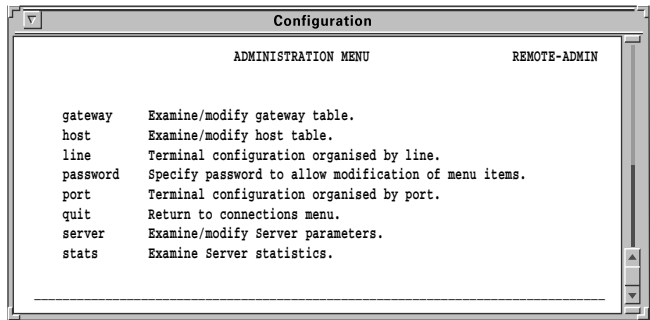 Configuration
ADMINISTRATION MENU REMOTE-ADMIN
gateway Examine/modify gateway table.
host Examine/modify host table.
line Terminal configuration organised by line.
password Specify password to allow modification of menu items.
port Terminal configuration organised by port.
quit Return to connections menu.
server Examine/modify Server parameters.
stats Examine Server statistics.